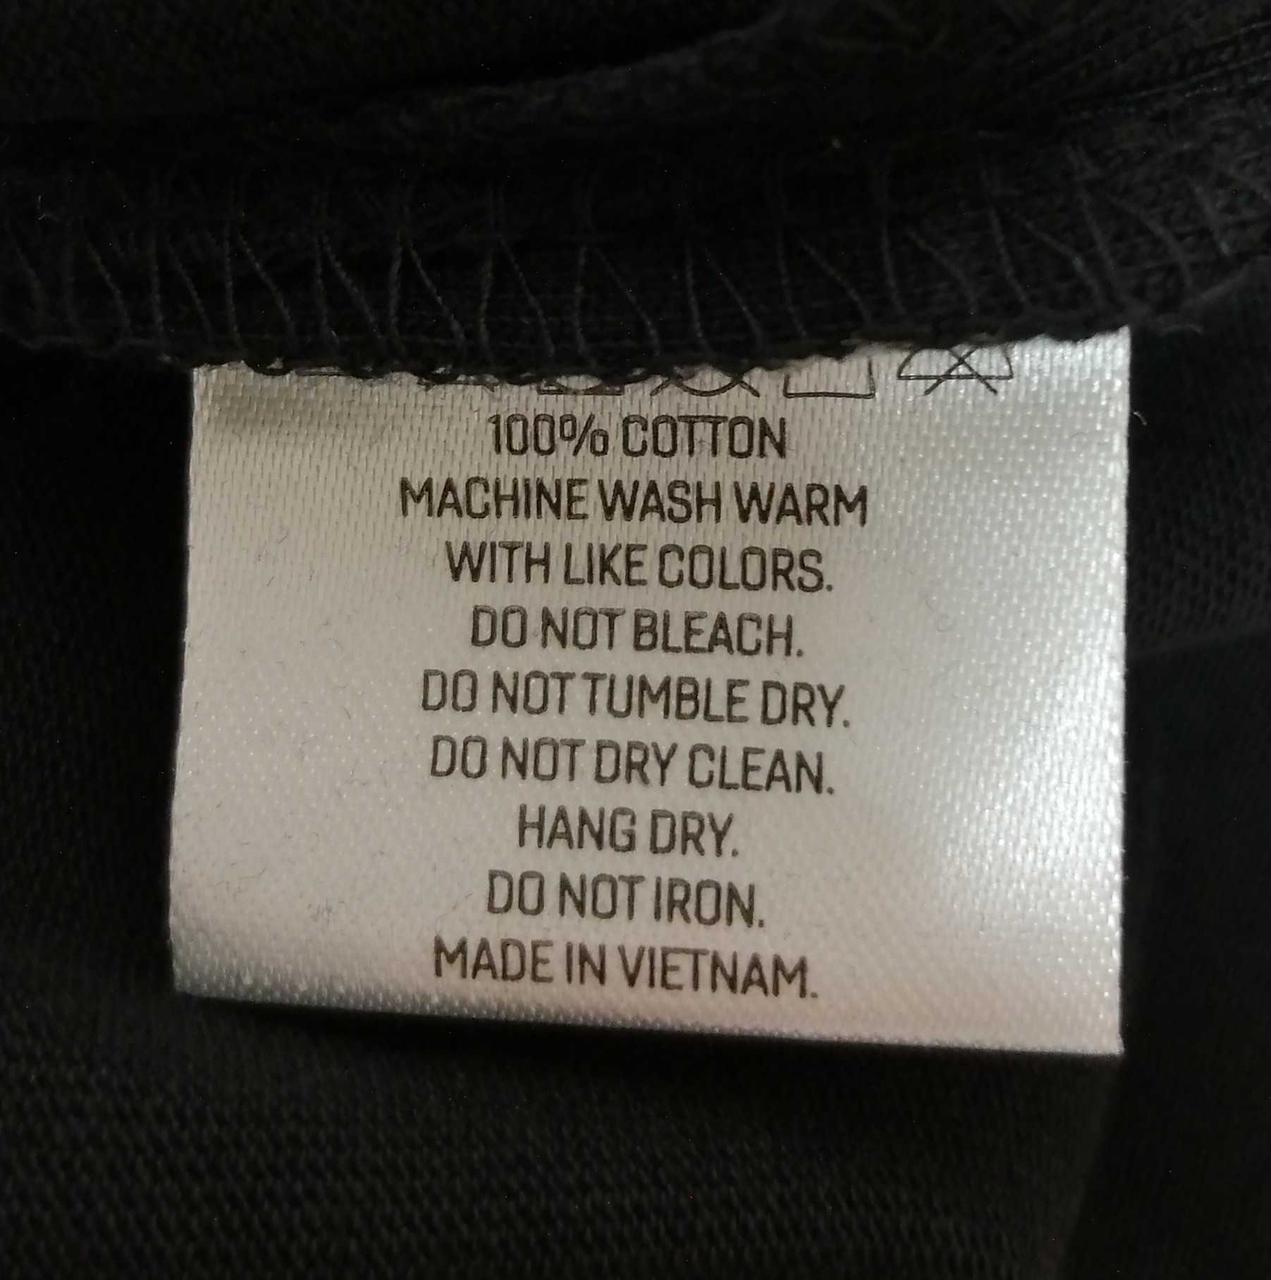 100% COTTON
MACHINE WASH WARM
WITH LIKE COLORS.
DO NOT BLEACH.
DO NOT TUMBLE DRY.
DO NOT DRY CLEAN.
HANG DRY.
DO NOT IRON.
MADE IN VIETNAM.